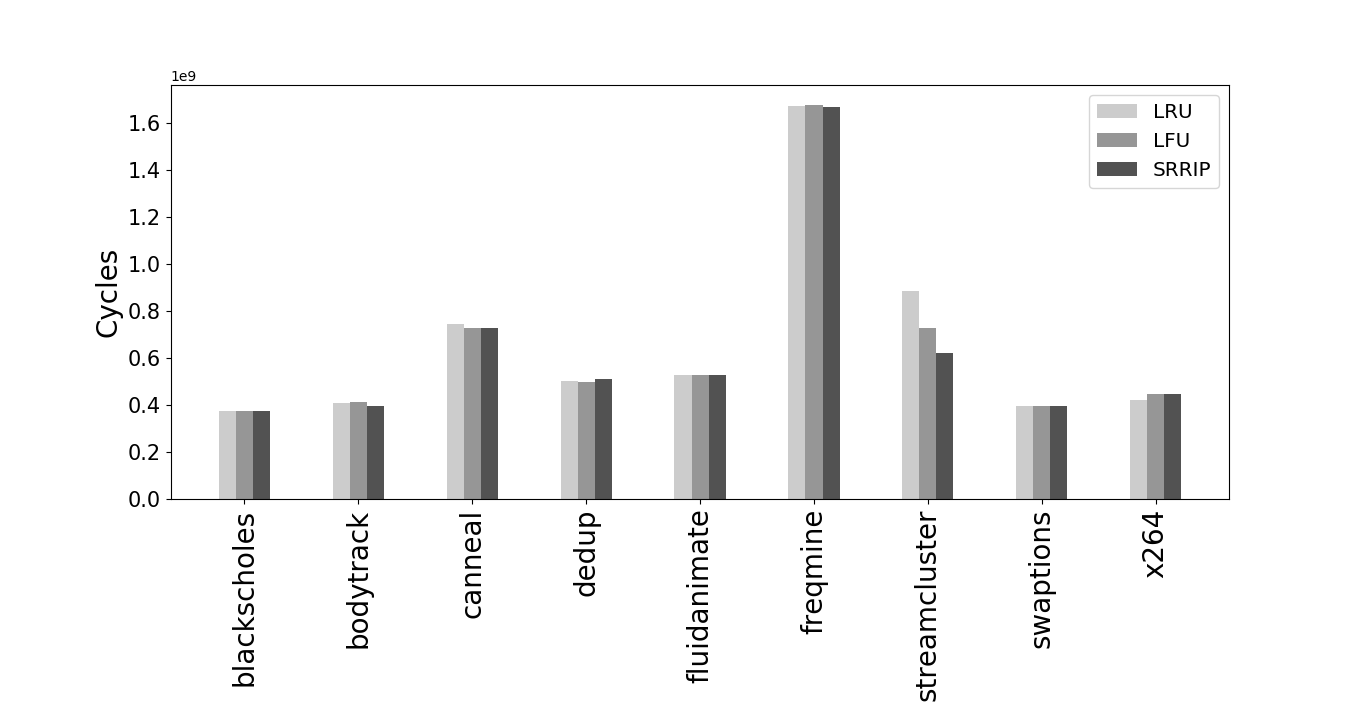 1e9
1.6
1.4
1.2
1.0
0.8
0.6
0.4
0.2
0.0
Cycles
LRU
LFU
SRRIP
blackscholes
bodytrack
canneal
dedup
fluidanimate
freqmine
streamcluster
swaptions
x264